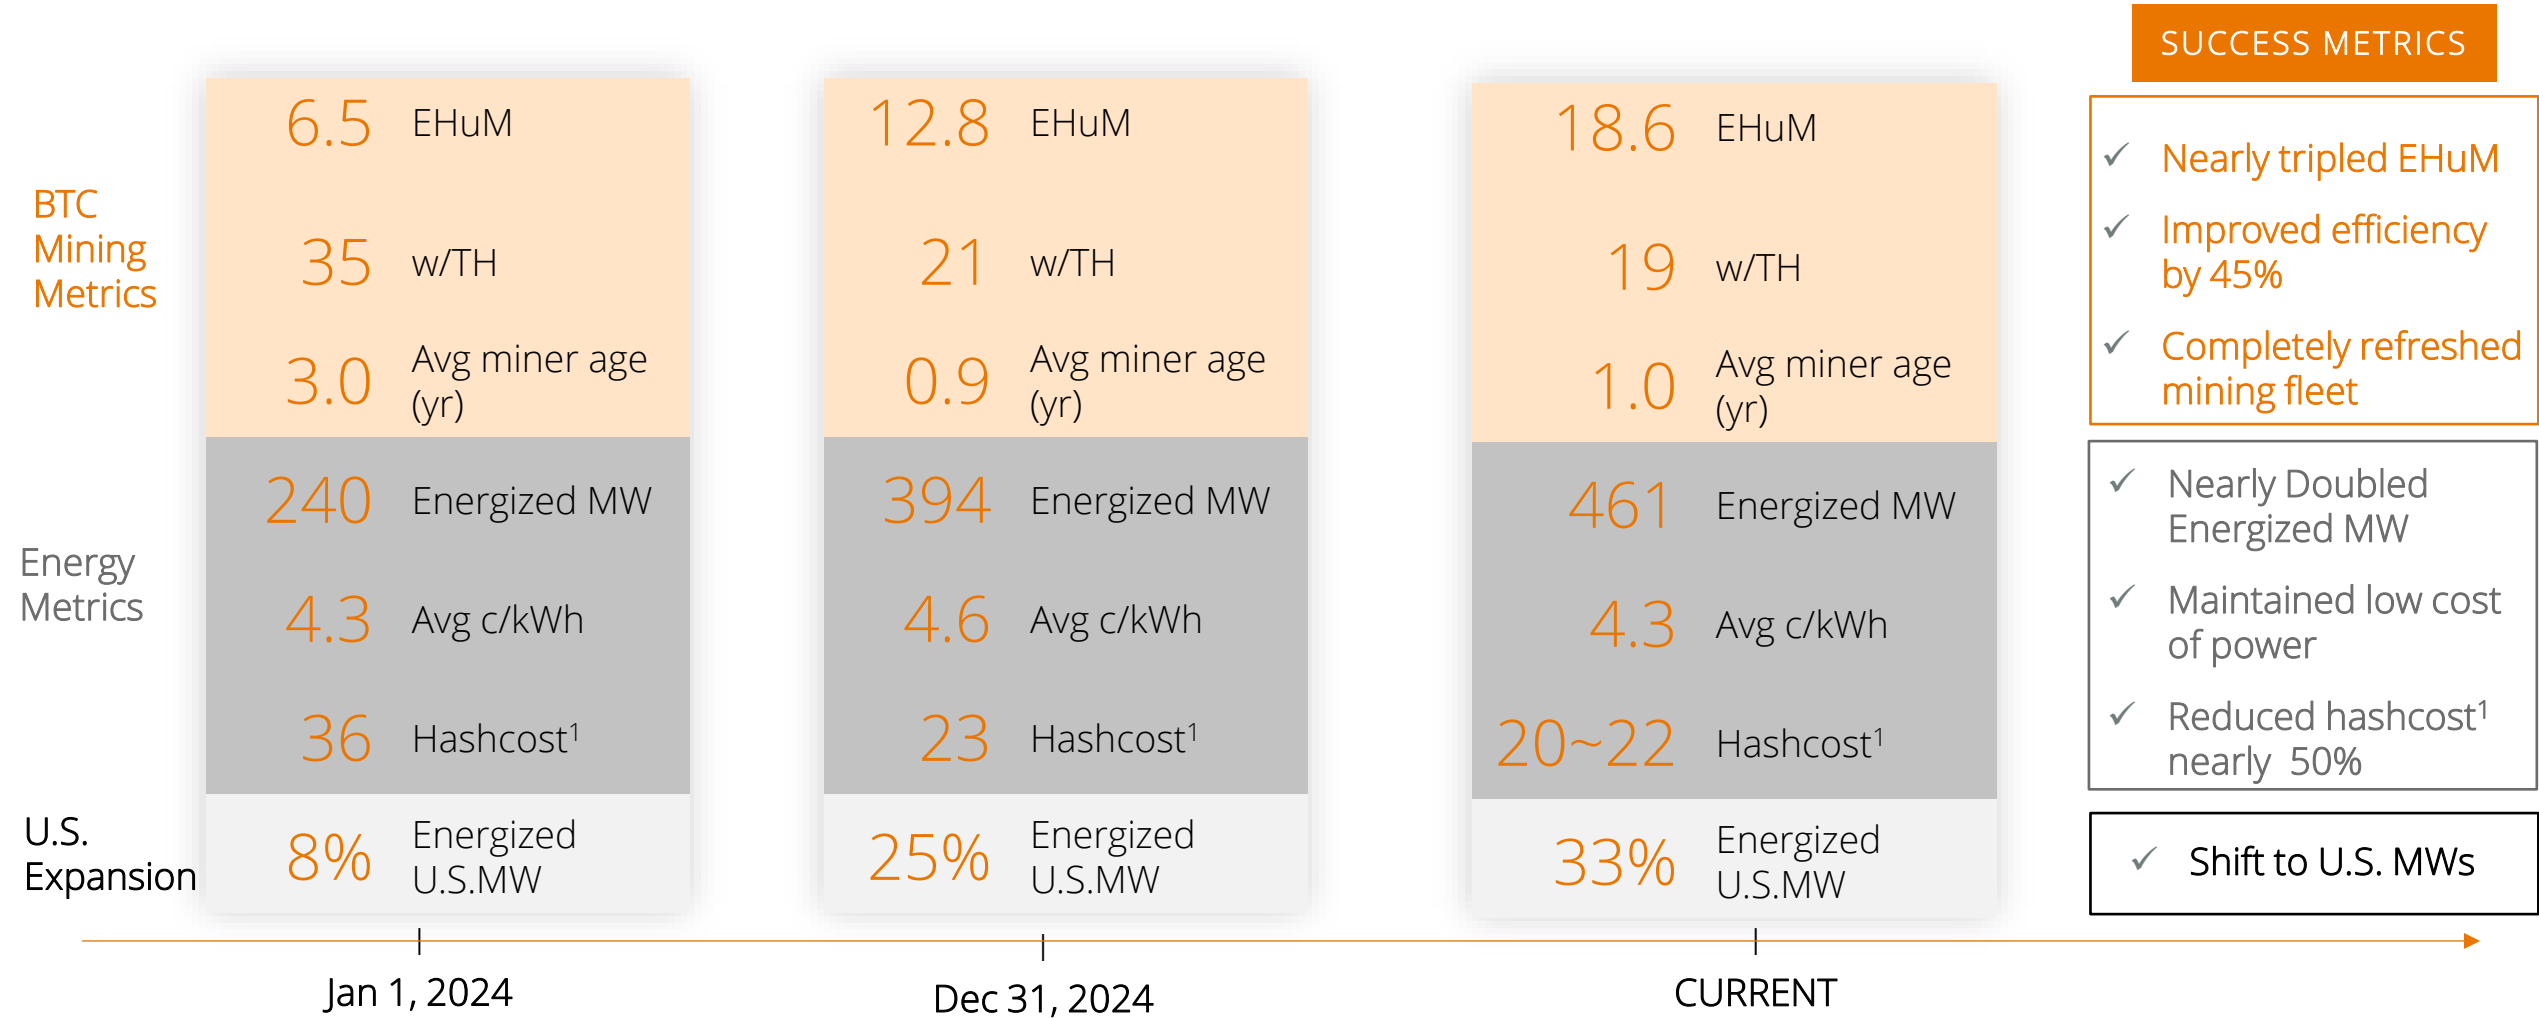 SUCCESS METRICS
BTC
Mining
Metrics
6.5 EHuM
35 w/TH
3.0 Avg miner age
(yr)
12.8 EHuM
21 w/TH
0.9 Avg miner age
(yr)
18.6 EHuM
19 w/TH
1.0 Avg miner age
(yr)
✓ Nearly tripled EHuM
✓ Improved efficiency
by 45%
✓ Completely refreshed
mining fleet
Energy
Metrics
240 Energized MW
4.3 Avg c/kWh
36 Hashcost¹
394 Energized MW
4.6 Avg c/kWh
23 Hashcost¹
461 Energized MW
4.3 Avg c/kWh
20~22 Hashcost¹
✓ Nearly Doubled
Energized MW
✓ Maintained low cost
of power
✓ Reduced hashcost¹
nearly 50%
U.S.
Expansion
8% Energized
U.S.MW
25% Energized
U.S.MW
33% Energized
U.S.MW
✓ Shift to U.S. MWs
Jan 1, 2024
Dec 31, 2024
CURRENT